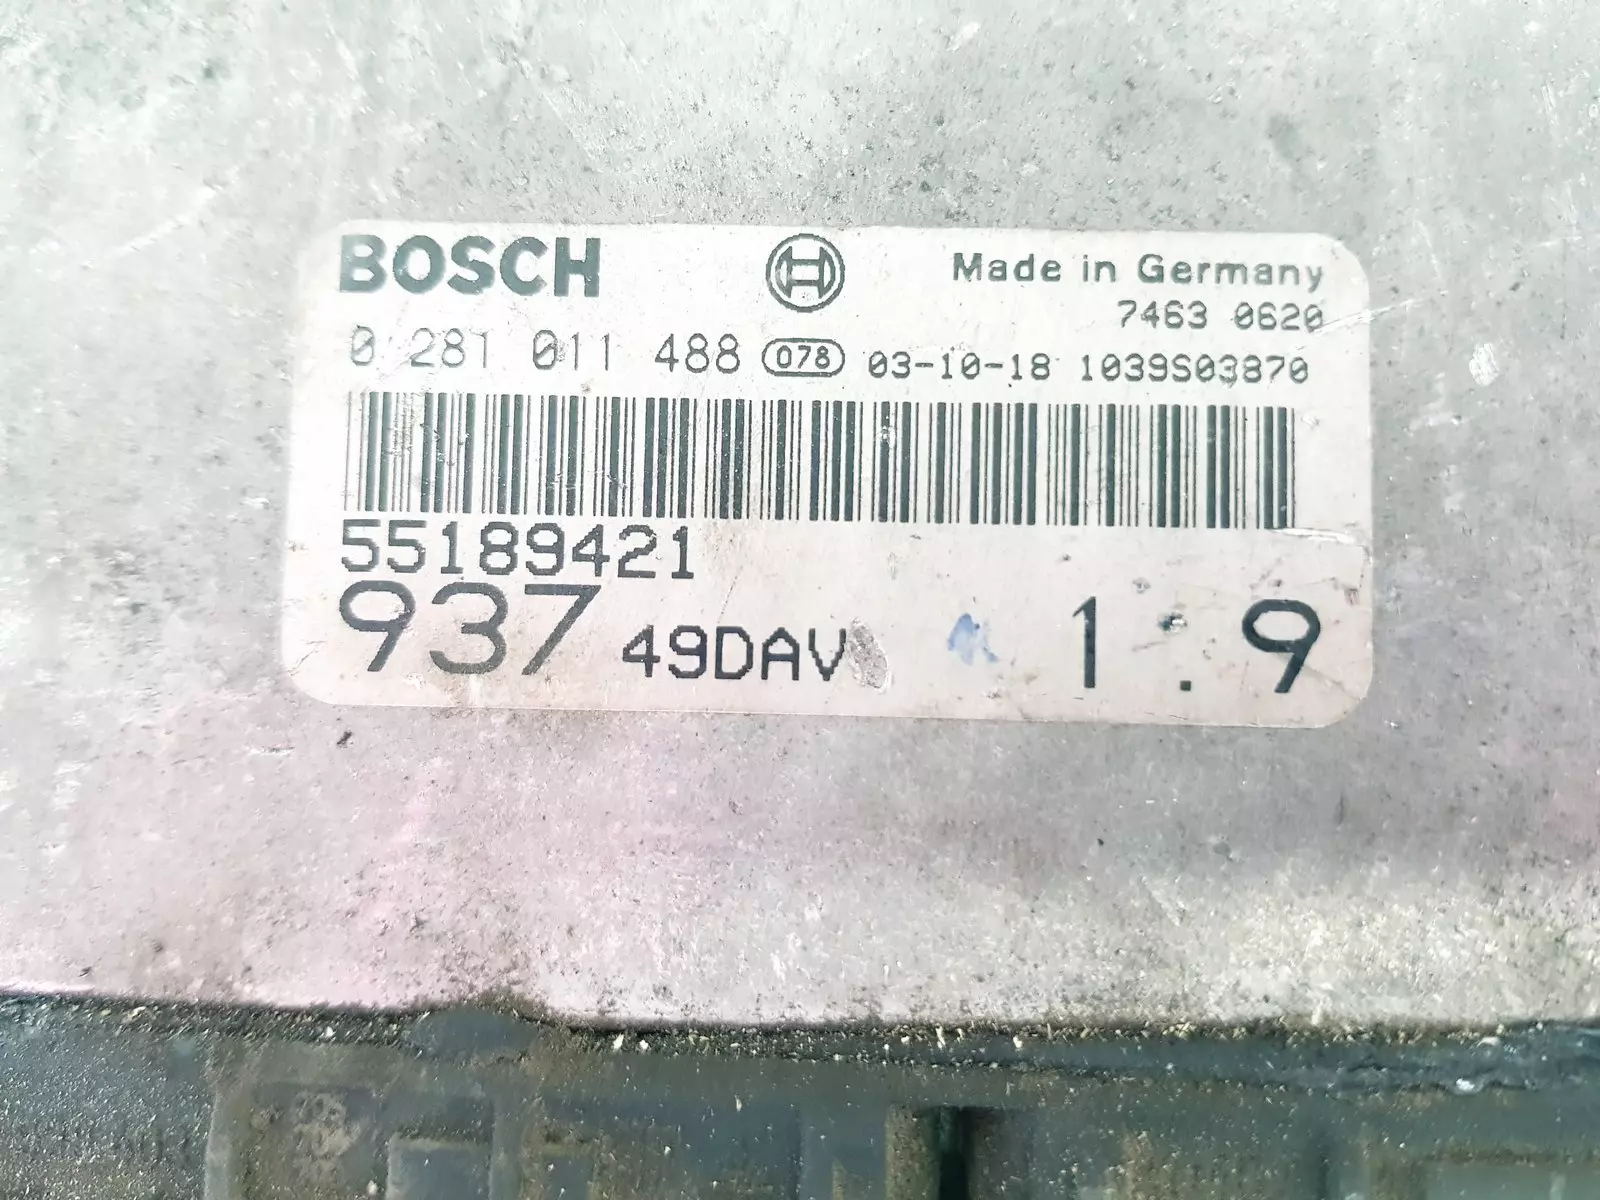 BOSCH Made in Germany
7463 0620
0 281 011 488 078 03-10-18 1039S03870
55189421
937 49DAV 1.9